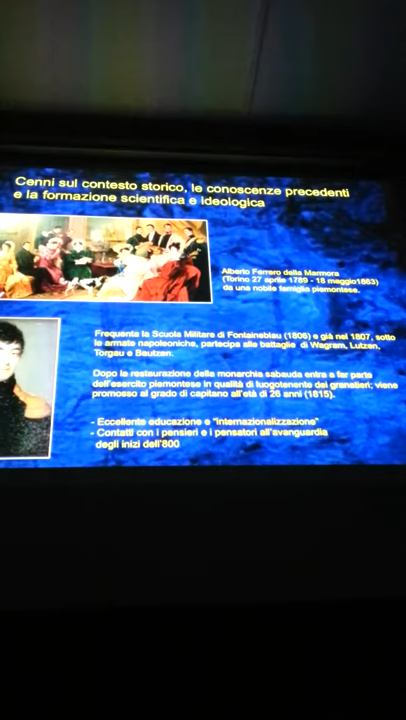 Cenni sul contesto storico, le conoscenze precedenti
e la formazione scientifica e ideologica
Alberto Ferrero della Marmora
(Torino 27 aprile 1789 - 18 maggio1863)
da una nobile famiglia piemontese.
Frequenta la Scuola Militare di Fontainebleu (1806) e già nel 1807, sotto
le armate napoleoniche, partecipa alle battaglie di Wagram, Lutzen,
Torgau e Bautzen.
Dopo la restaurazione della monarchia sabauda entra a far parte
dell'esercito piemontese in qualità di luogotenente dei granatieri; viene
promosso al grado di capitano all'età di 26 anni (1815).
- Eccellente educazione e "internazionalizzazione"
- Contatti con i pensieri e i pensatori all'avanguardia
degli inizi dell'800